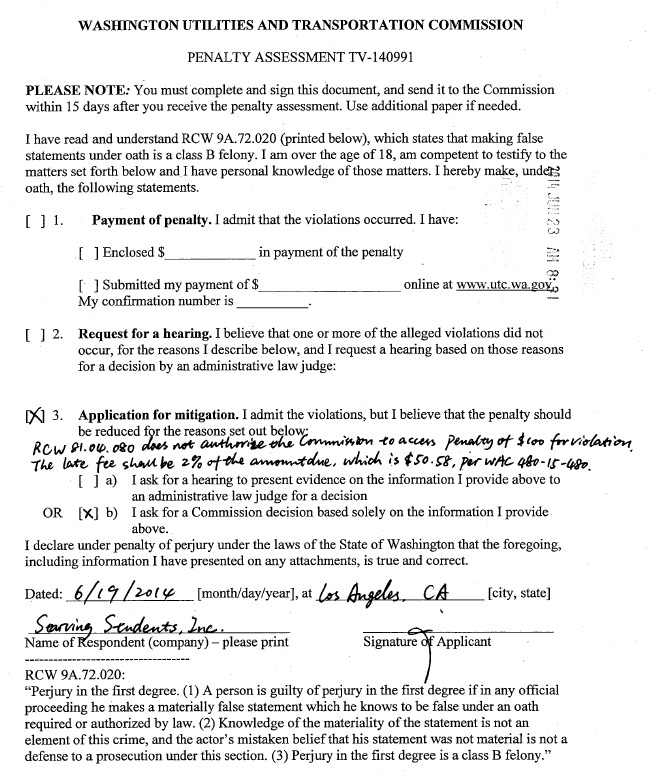 WASHINGTON UTILITIES AND TRANSPORTATION COMMISSION
PENALTY ASSESSMENT TV-140991
PLEASE NOTE: You must complete and sign this document, and send it to the Commission
within 15 days after you receive the penalty assessment. Use additional paper if needed.
I have read and understand RCW 9A.72.020 (printed below), which states that making false
statements under oath is a class B felony. I am over the age of 18, am competent to testify to the
matters set forth below and I have personal knowledge of those matters. I hereby make, under
oath, the following statements.
[ ] 1. Payment of penalty. I admit that the violations occurred. I have:
[ ] Enclosed $____________ in payment of the penalty
[ ] Submitted my payment of $____________________ online at www.utc.wa.gov.
My confirmation number is __________.
[ ] 2. Request for a hearing. I believe that one or more of the alleged violations did not
occur, for the reasons I describe below, and I request a hearing based on those reasons
for a decision by an administrative law judge:
[X] 3. Application for mitigation. I admit the violations, but I believe that the penalty should
be reduced for the reasons set out below:
RCW 81.04.080 does not authorize the Commission to access penalty of $100 for violation.
The late fee shall be 2% of the amount due, which is $50.58, per WAC 480-15-480.
[ ] a) I ask for a hearing to present evidence on the information I provide above to
an administrative law judge for a decision
OR [X] b) I ask for a Commission decision based solely on the information I provide
above.
I declare under penalty of perjury under the laws of the State of Washington that the foregoing,
including information I have presented on any attachments, is true and correct.
Dated: 6/19/2014 [month/day/year], at Los Angeles, CA [city, state]
Starving Students, Inc.
Name of Respondent (company) – please print Signature of Applicant
-----------------------------------
RCW 9A.72.020:
“Perjury in the first degree. (1) A person is guilty of perjury in the first degree if in any official
proceeding he makes a materially false statement which he knows to be false under an oath
required or authorized by law. (2) Knowledge of the materiality of the statement is not an
element of this crime, and the actor's mistaken belief that his statement was not material is not a
defense to a prosecution under this section. (3) Perjury in the first degree is a class B felony.”